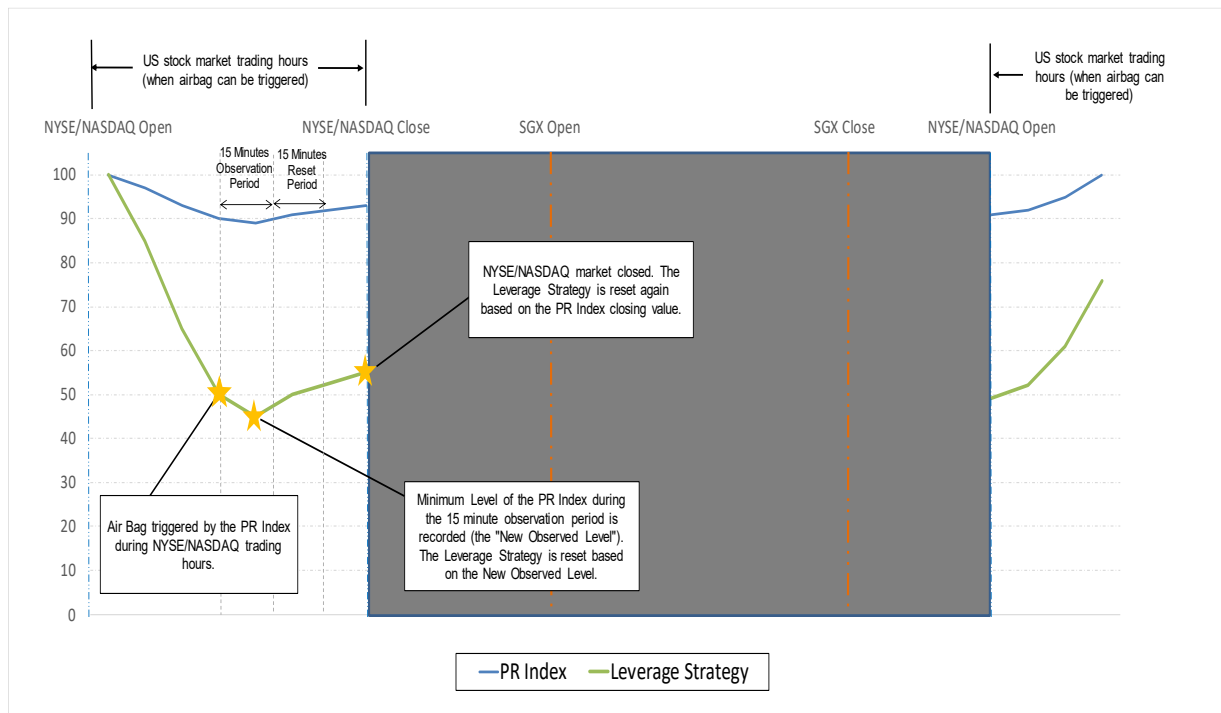 US stock market trading hours
(when airbag can be triggered)
US stock market trading
hours (when airbag can
be triggered)
NYSE/NASDAQ Open
NYSE/NASDAQ Close
SGX Open
SGX Close
NYSE/NASDAQ Open
15 Minutes
Observation
Period
15 Minutes
Reset
Period
100
90
80
70
60
50
40
30
20
10
0
NYSE/NASDAQ market closed. The
Leverage Strategy is reset again
based on the PR Index closing value.
Air Bag triggered by the PR Index
during NYSE/NASDAQ trading
hours.
Minimum Level of the PR Index during
the 15 minute observation period is
recorded (the "New Observed Level").
The Leverage Strategy is reset based
on the New Observed Level.
PR Index
Leverage Strategy